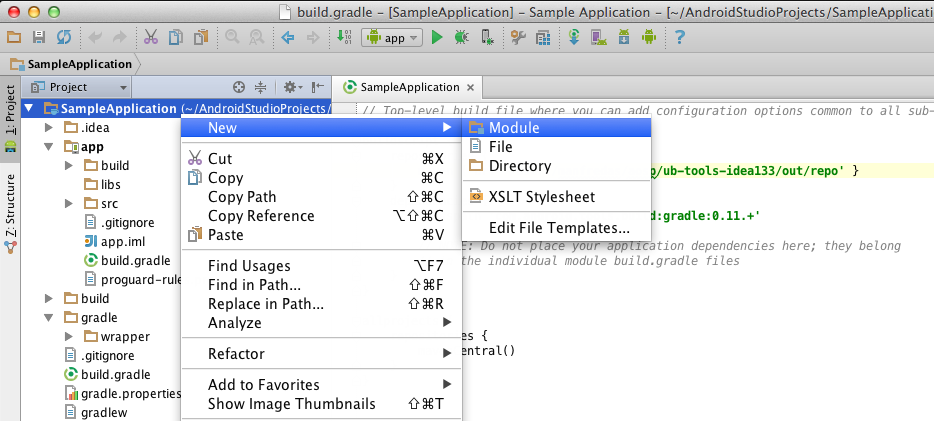 build.gradle - [SampleApplication] - Sample Application - [~/AndroidStudioProjects/SampleApplicati
app
SampleApplication
Project
SampleApplication ×
1: Project
Z: Structure
SampleApplication (~/AndroidStudioProjects/
.idea
app
build
libs
src
.gitignore
app.iml
build.gradle
proguard-rule
build
gradle
wrapper
.gitignore
build.gradle
gradle.properties
gradlew
New
Cut ⌘X
Copy ⌘C
Copy Path ⇧⌘C
Copy Reference ⌥⇧⌘C
Paste ⌘V
Find Usages ⌥F7
Find in Path... ⇧⌘F
Replace in Path... ⇧⌘R
Analyze
Refactor
Add to Favorites
Show Image Thumbnails ⇧⌘T
Module
File
Directory
XSLT Stylesheet
Edit File Templates...
// Top-level build file where you can add configuration options common to all sub-
/ub-tools-idea133/out/repo' }
d:gradle:0.11.+'
E: Do not place your application dependencies here; they belong
the individual module build.gradle files
es {
entral()